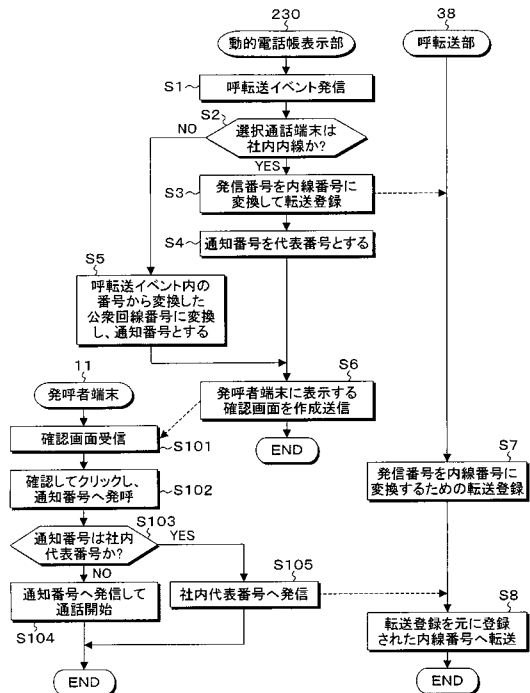 230
動的電話帳表示部
38
呼転送部
S1
呼転送イベント発信
S2
選択通話端末は
社内内線か?
NO
YES
S3
発信番号を内線番号に
変換して転送登録
S4
通知番号を代表番号とする
S5
呼転送イベント内の
番号から変換した
公衆回線番号に変換
し、通知番号とする
S6
発呼者端末に表示する
確認画面を作成送信
END
11
発呼者端末
確認画面受信
S101
確認してクリックし、
通知番号へ発呼
S102
S103
通知番号は社内
代表番号か?
YES
NO
通知番号へ発信して
通話開始
S104
S105
社内代表番号へ発信
END
S7
発信番号を内線番号に
変換するための転送登録
S8
転送登録を元に登録
された内線番号へ転送
END